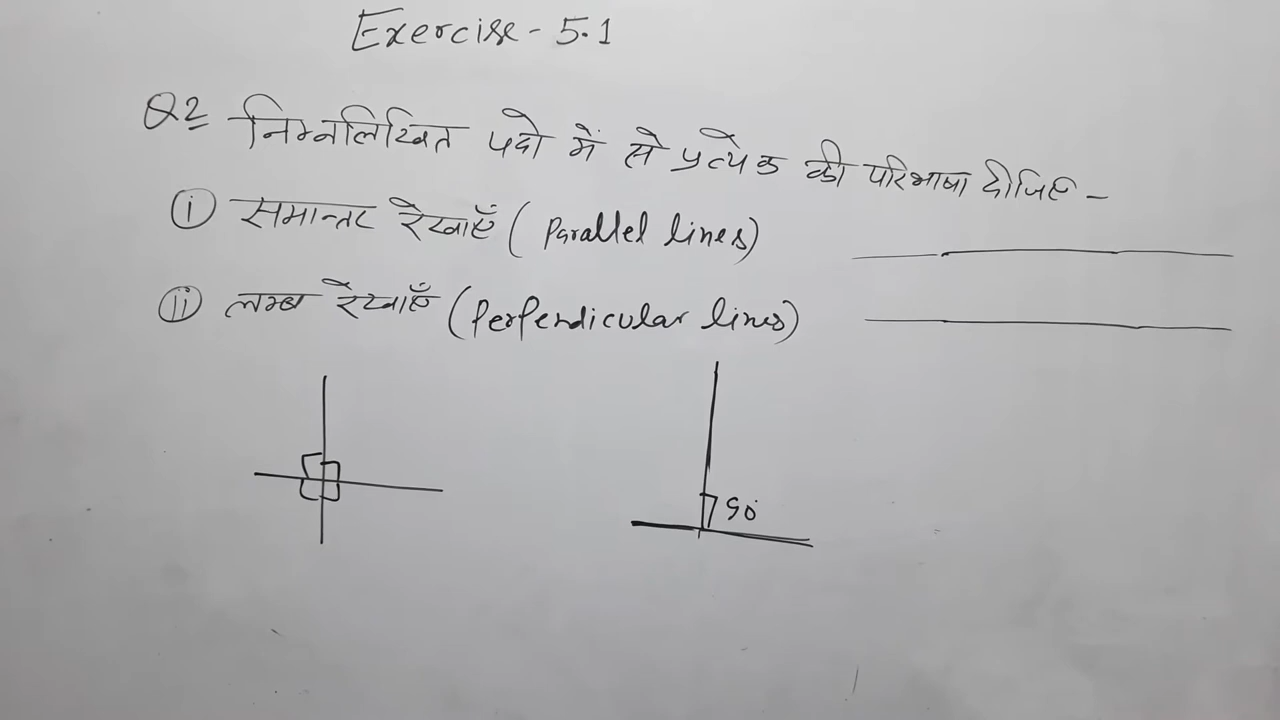 Exercise - 5.1
Q2 निम्नलिखित पदो में से प्रत्येक की परिभाषा दीजिए -
(i) समान्तर रेखाएँ ( Parallel lines)
(ii) लम्ब रेखाएँ (Perpendicular lines)
90°